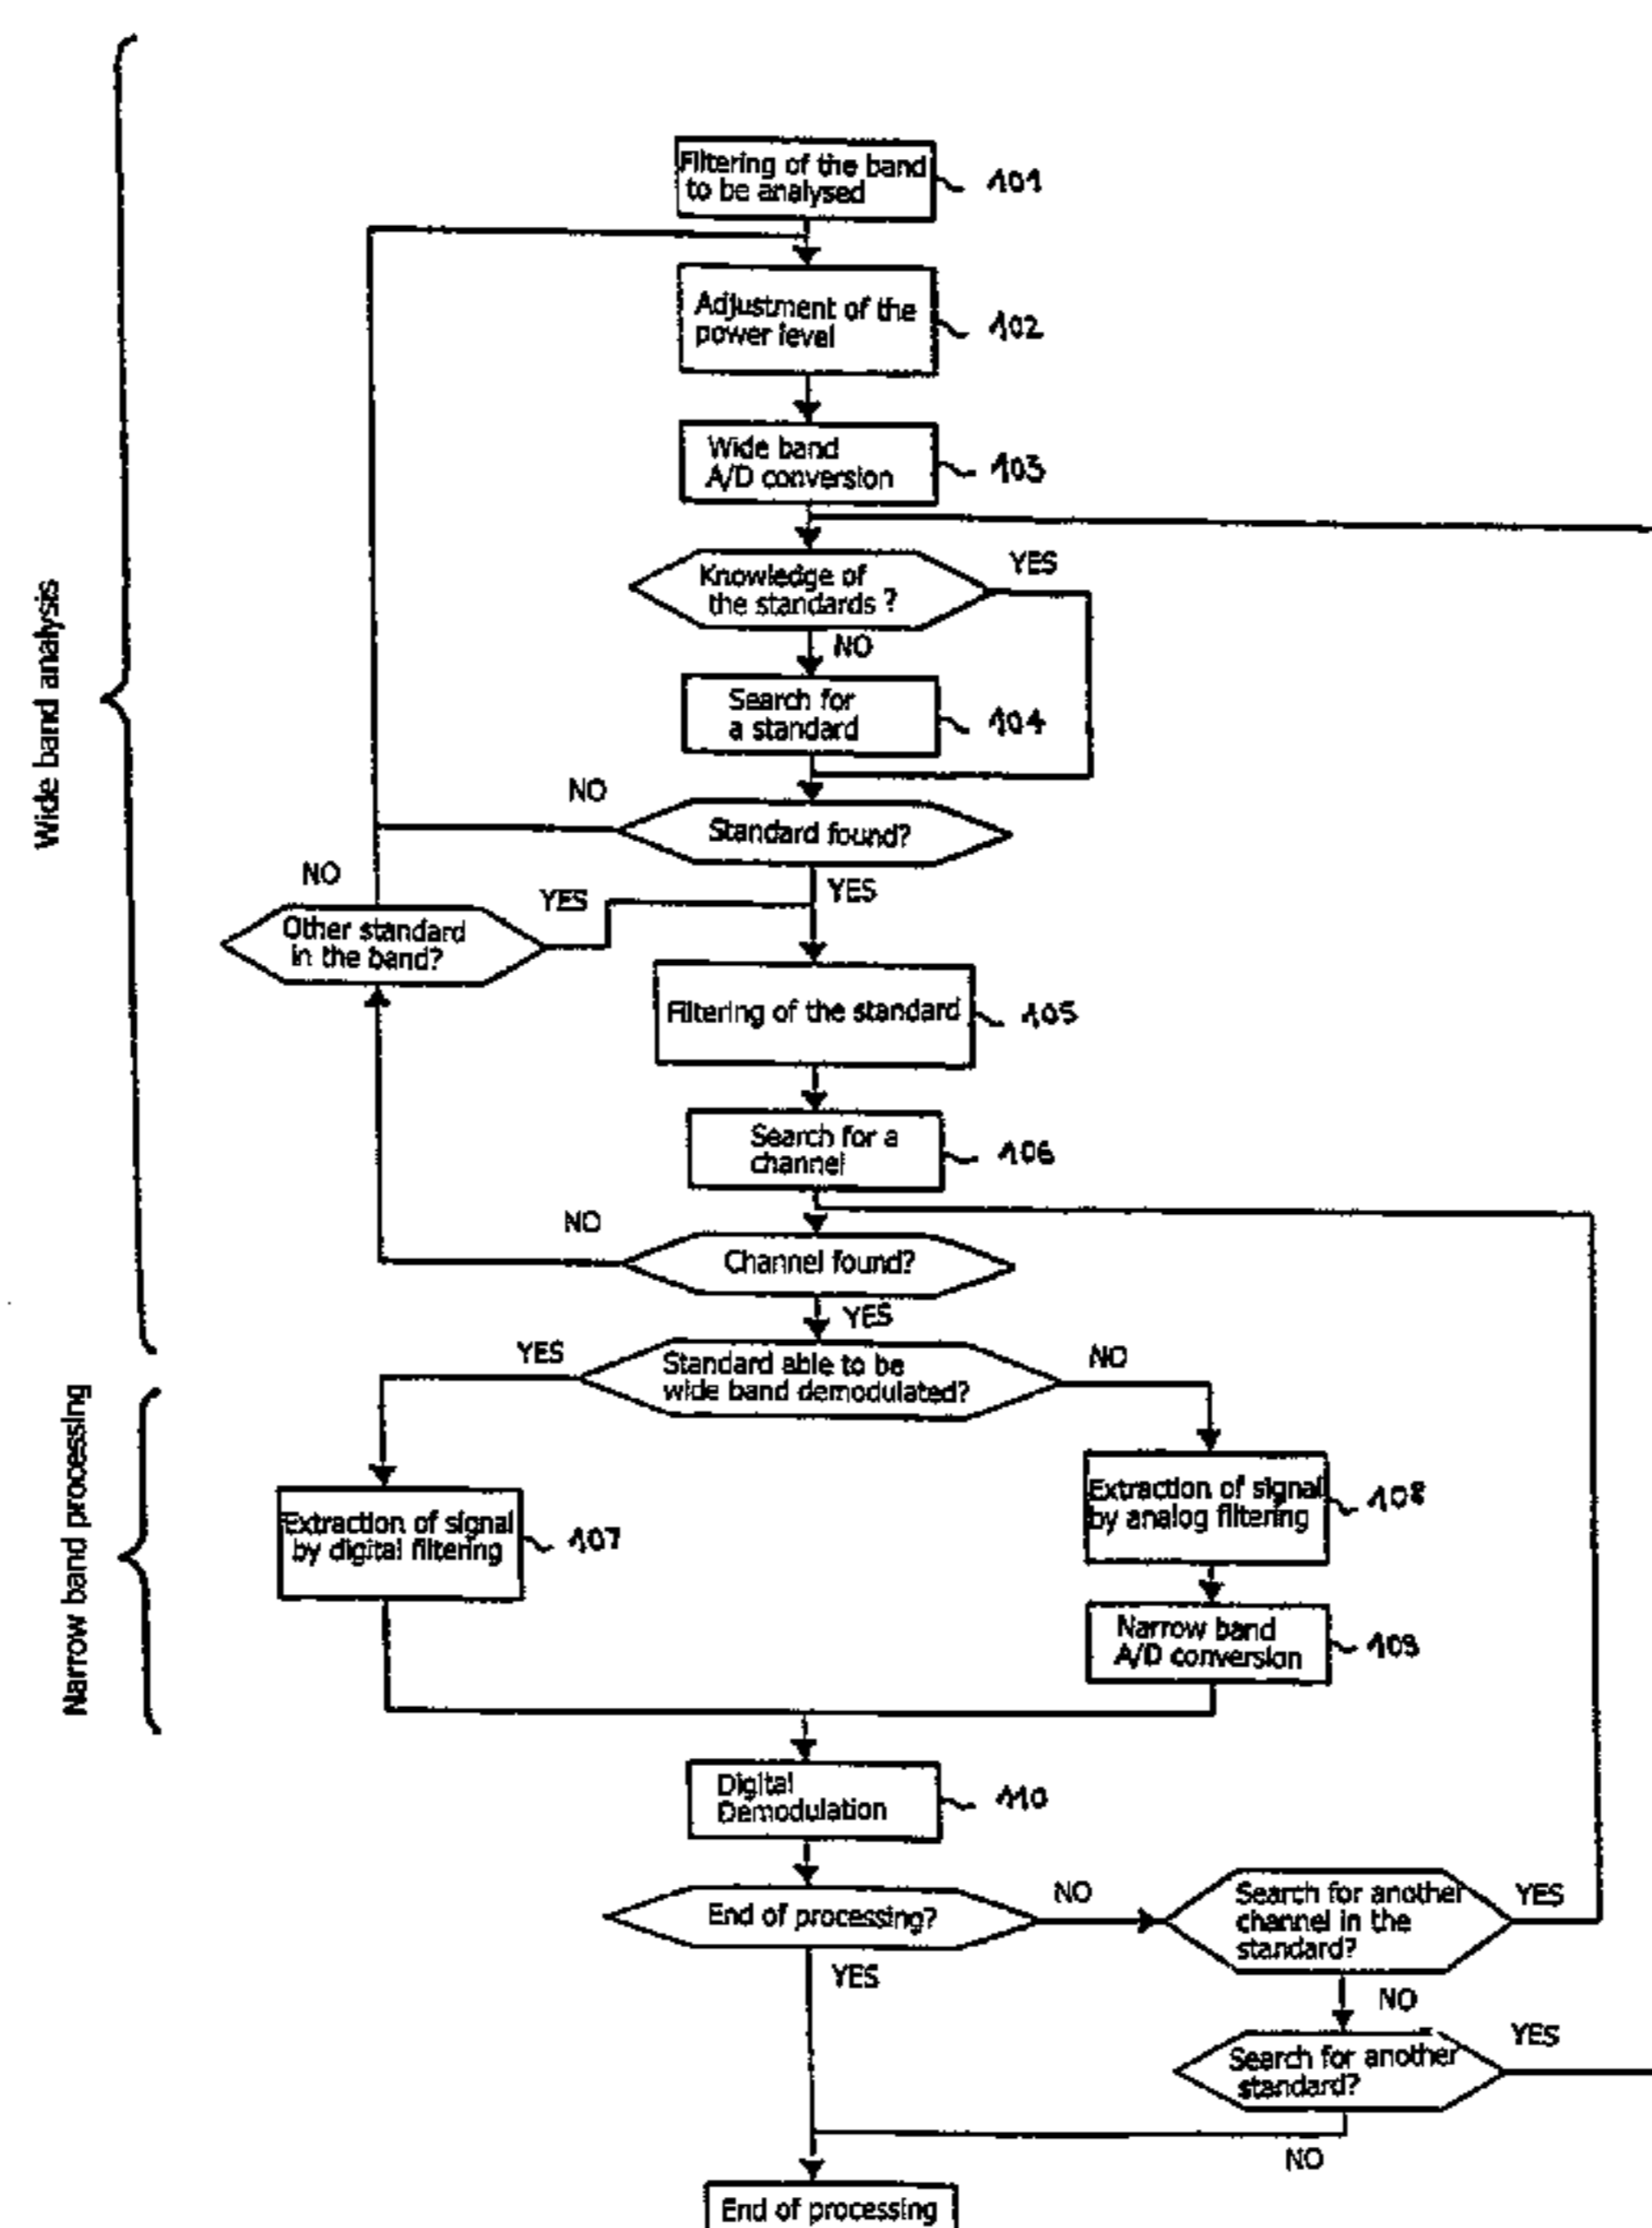 Filtering of the band
to be analysed
101
Adjustment of the
power level
102
Wide band
A/D conversion
103
Knowledge of
the standards ?
YES
NO
Search for
a standard
104
NO
Standard found?
YES
NO
YES
Other standard
in the band?
Filtering of the standard
105
Search for a
channel
106
NO
Channel found?
YES
Wide band analysis
YES
Standard able to be
wide band demodulated?
NO
Extraction of signal
by digital filtering
107
Extraction of signal
by analog filtering
108
Narrow band
A/D conversion
109
Narrow band processing
Digital
Demodulation
110
End of processing?
NO
YES
Search for another
channel in the
standard?
YES
NO
Search for another
standard?
YES
NO
End of processing